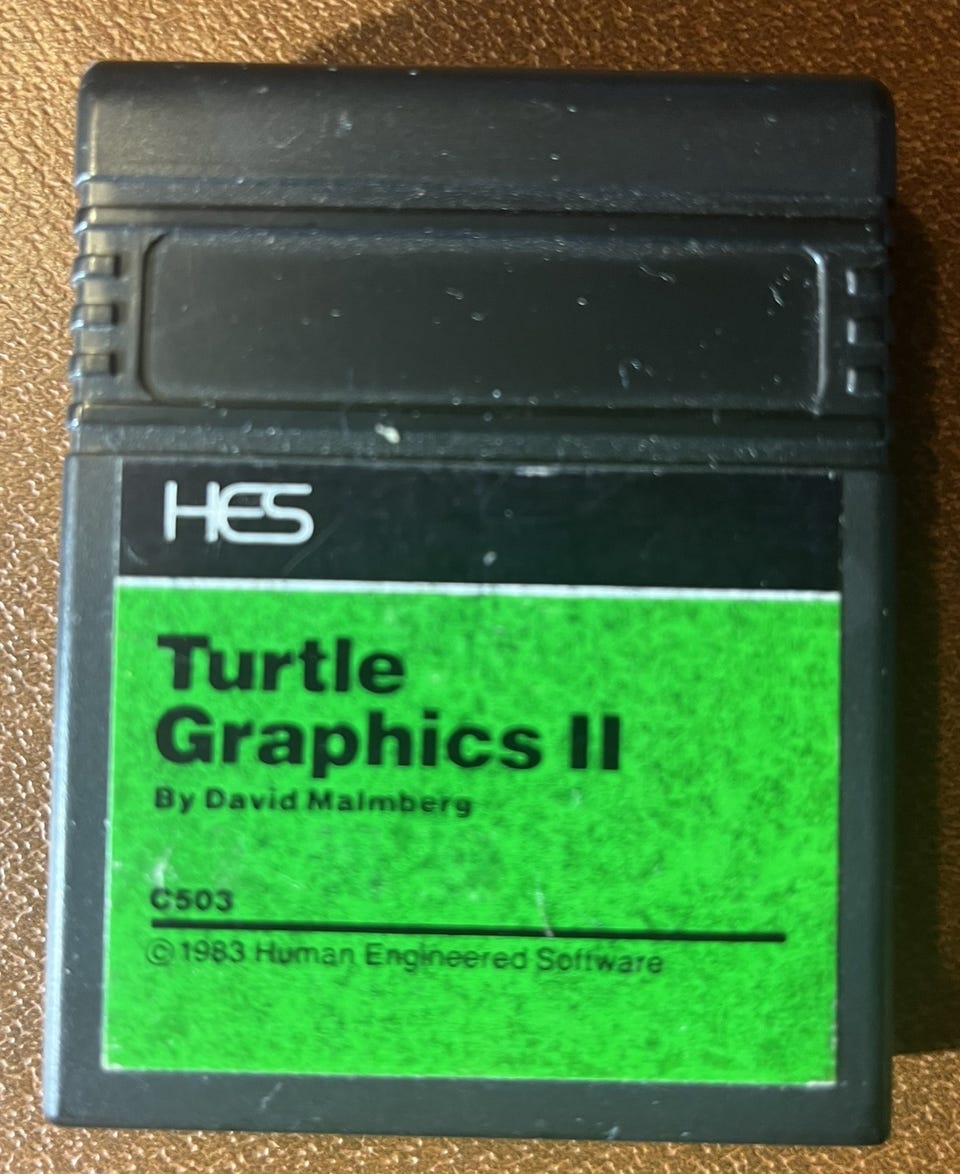 HES
Turtle
Graphics II
By David Malmberg
C503
©1983 Human Engineered Software